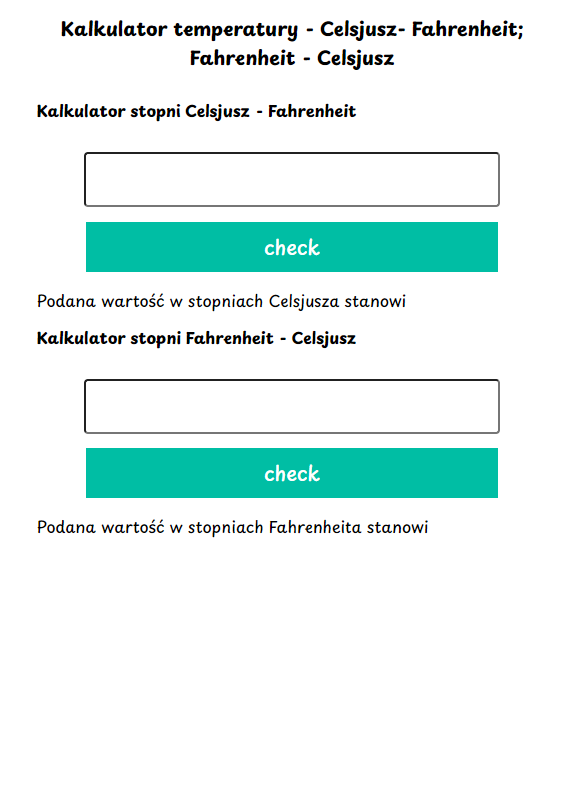 Kalkulator temperatury - Celsjusz- Fahrenheit;
Fahrenheit - Celsjusz
Kalkulator stopni Celsjusz - Fahrenheit
check
Podana wartość w stopniach Celsjusza stanowi
Kalkulator stopni Fahrenheit - Celsjusz
check
Podana wartość w stopniach Fahrenheita stanowi